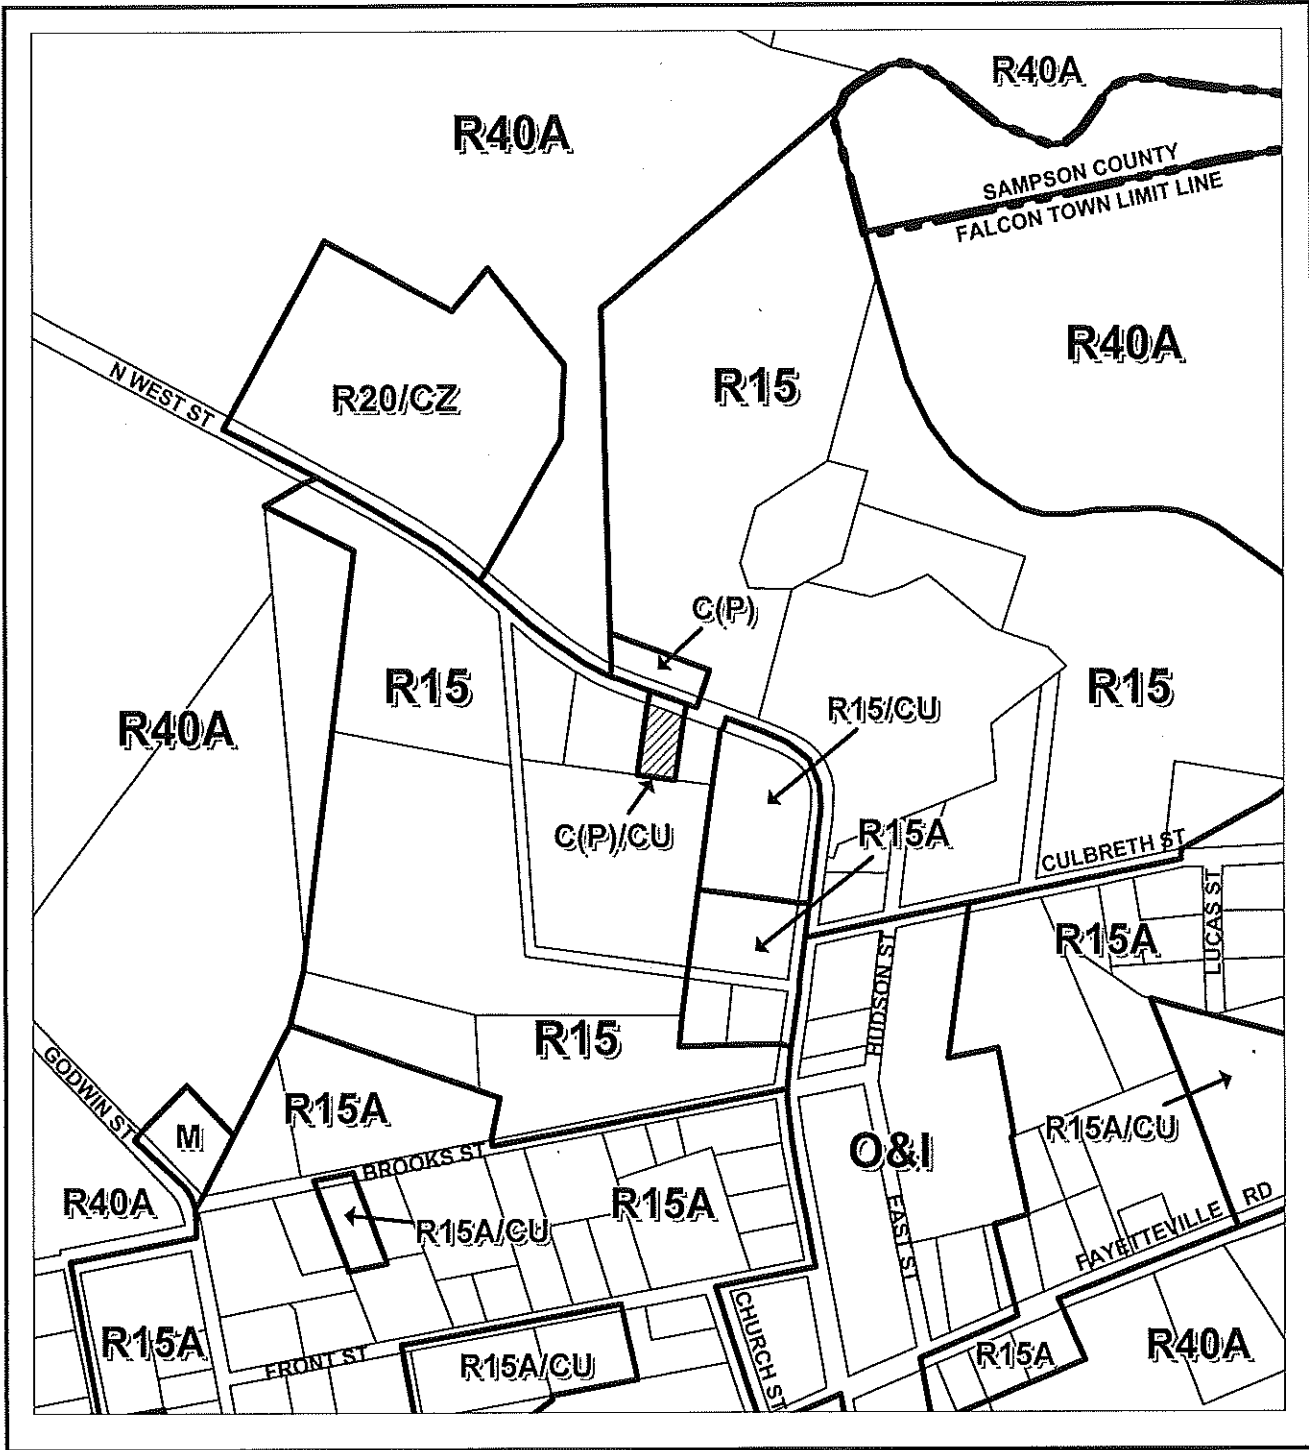 R40A
R40A
SAMPSON COUNTY
FALCON TOWN LIMIT LINE
R40A
N WEST ST
R20/CZ
R15
C(P)
R15
R40A
R15/CU
R15
C(P)/CU
R15A
CULBRETH ST
LUCAS ST
R15A
HUDSON ST
R15
GODWIN ST
R15A
M
R15A/CU
BROOKS ST
O&I
R40A
R15A
R15A/CU
EAST ST
FAYETTEVILLE RD
R15A
CHURCH ST
FRONT ST
R15A/CU
R15A
R40A